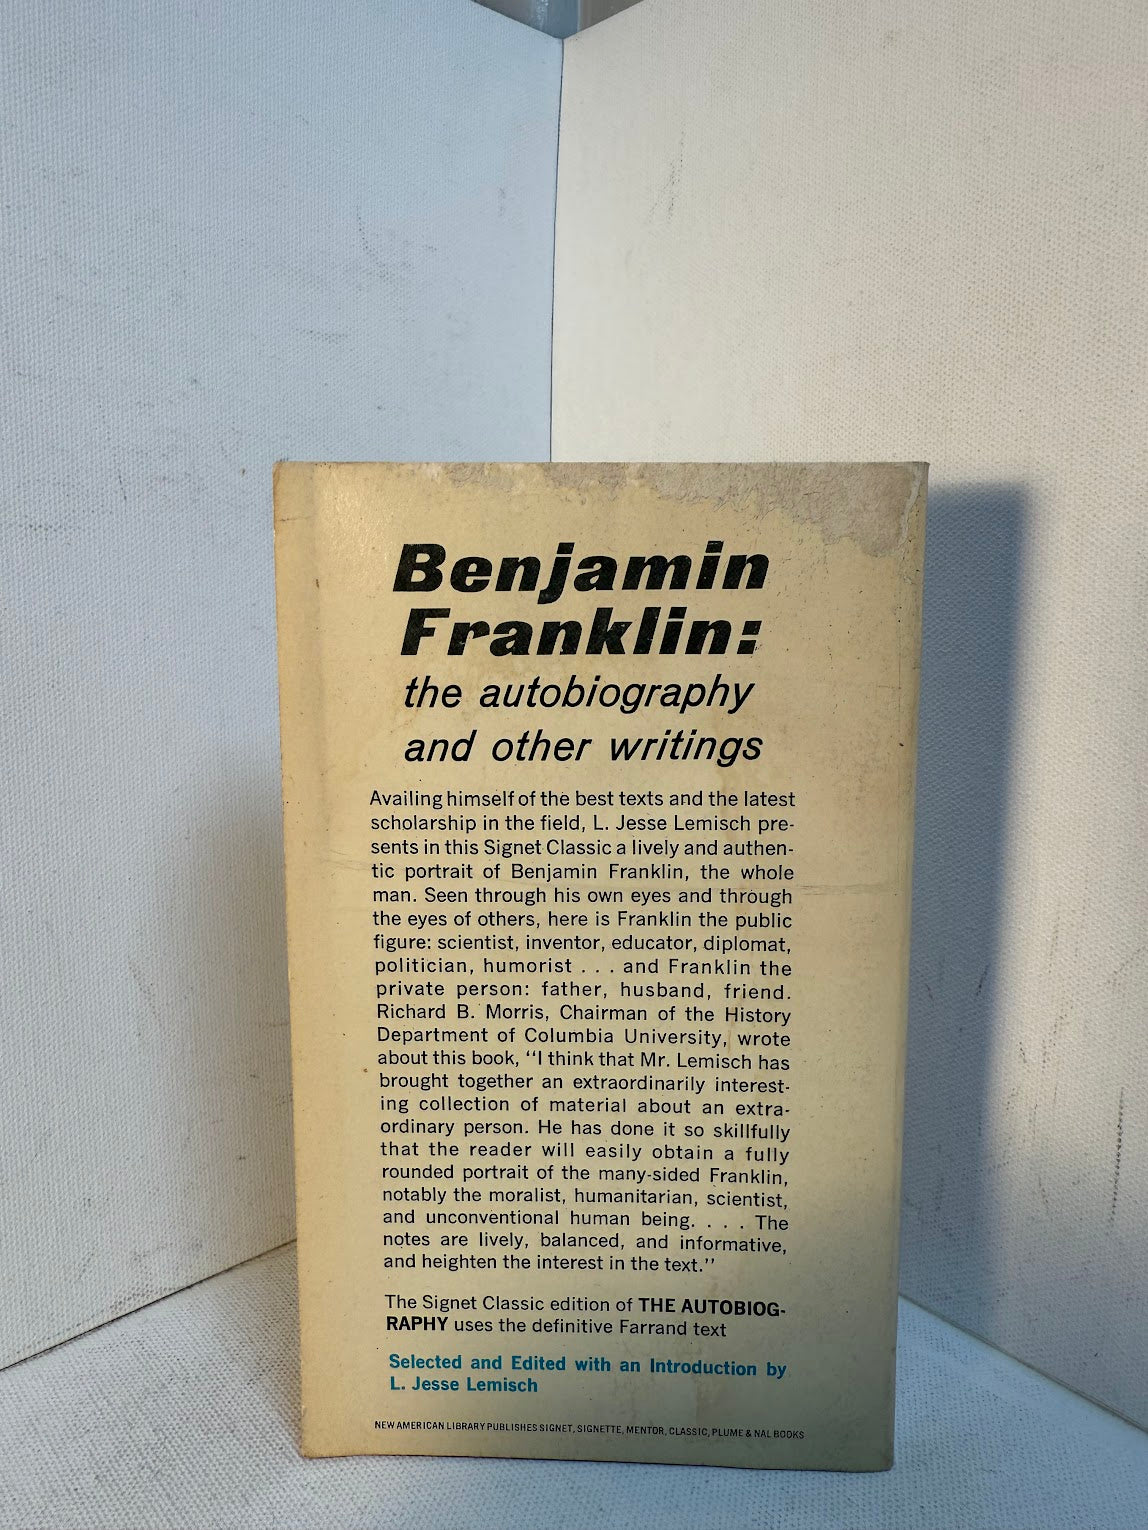 Benjamin
Franklin:
the autobiography
and other writings
Availing himself of the best texts and the latest
scholarship in the field, L. Jesse Lemisch pre-
sents in this Signet Classic a lively and authen-
tic portrait of Benjamin Franklin, the whole
man. Seen through his own eyes and through
the eyes of others, here is Franklin the public
figure: scientist, inventor, educator, diplomat,
politician, humorist . . . and Franklin the
private person: father, husband, friend.
Richard B. Morris, Chairman of the History
Department of Columbia University, wrote
about this book, "I think that Mr. Lemisch has
brought together an extraordinarily interest-
ing collection of material about an extra-
ordinary person. He has done it so skillfully
that the reader will easily obtain a fully
rounded portrait of the many-sided Franklin,
notably the moralist, humanitarian, scientist,
and unconventional human being. . . . The
notes are lively, balanced, and informative,
and heighten the interest in the text."
The Signet Classic edition of THE AUTOBIOG-
RAPHY uses the definitive Farrand text
Selected and Edited with an Introduction by
L. Jesse Lemisch
NEW AMERICAN LIBRARY PUBLISHES SIGNET, SIGNETTE, MENTOR, CLASSIC, PLUME & NAL BOOKS